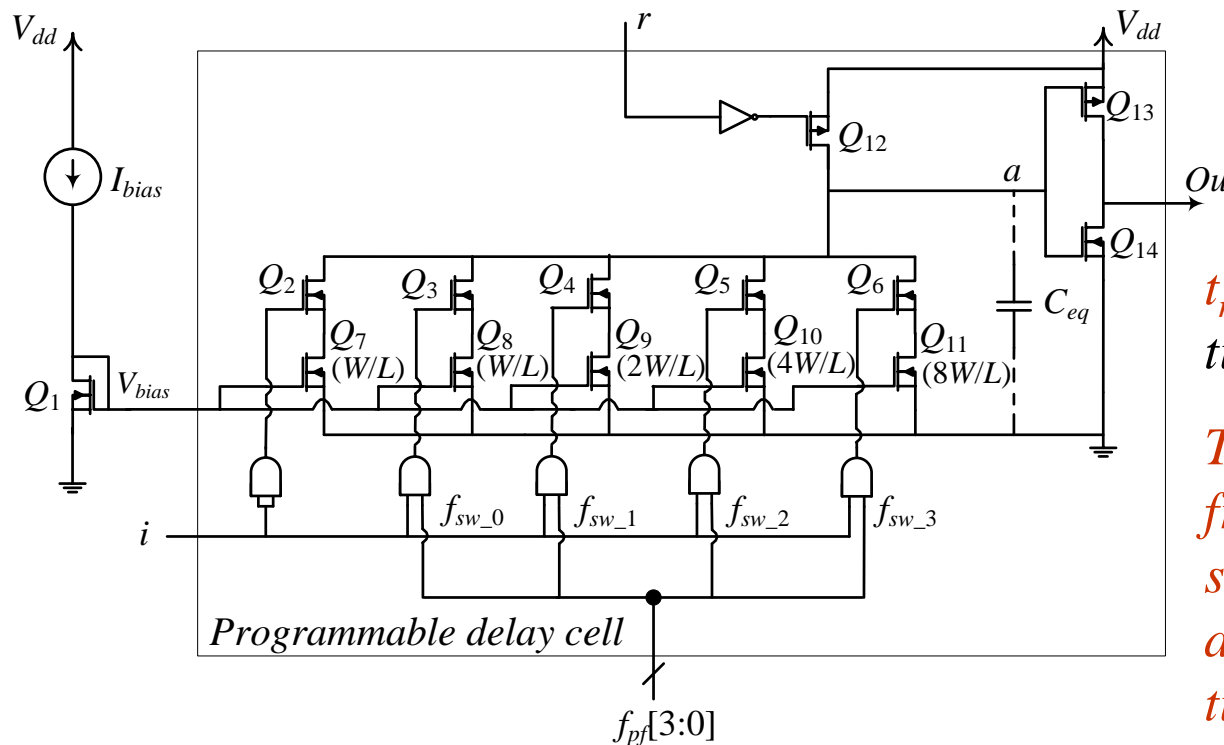 V_dd
r
V_dd
Q_13
Q_12
I_bias
a
Ou
Q_14
Q_2
Q_3
Q_4
Q_5
Q_6
C_eq
Q_7
Q_8
Q_9
Q_10
Q_11
(W/L)
(W/L)
(2W/L)
(4W/L)
(8W/L)
Q_1
V_bias
f_sw_0
f_sw_1
f_sw_2
f_sw_3
i
Programmable delay cell
f_pf[3:0]
T